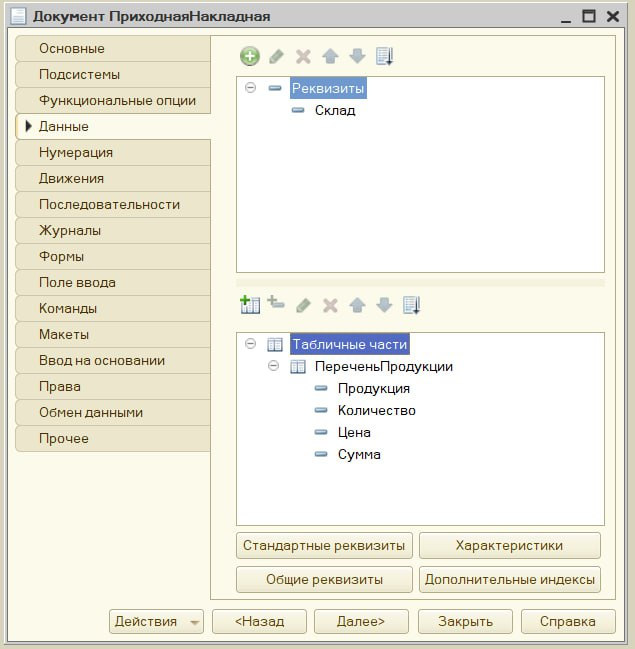 Документ ПриходнаяНакладная
Основные
Подсистемы
Функциональные опции
Данные
Нумерация
Движения
Последовательности
Журналы
Формы
Поле ввода
Команды
Макеты
Ввод на основании
Права
Обмен данными
Прочее
Реквизиты
Склад
Табличные части
ПереченьПродукции
Продукция
Количество
Цена
Сумма
Стандартные реквизиты
Характеристики
Общие реквизиты
Дополнительные индексы
Действия
<Назад
Далее>
Закрыть
Справка